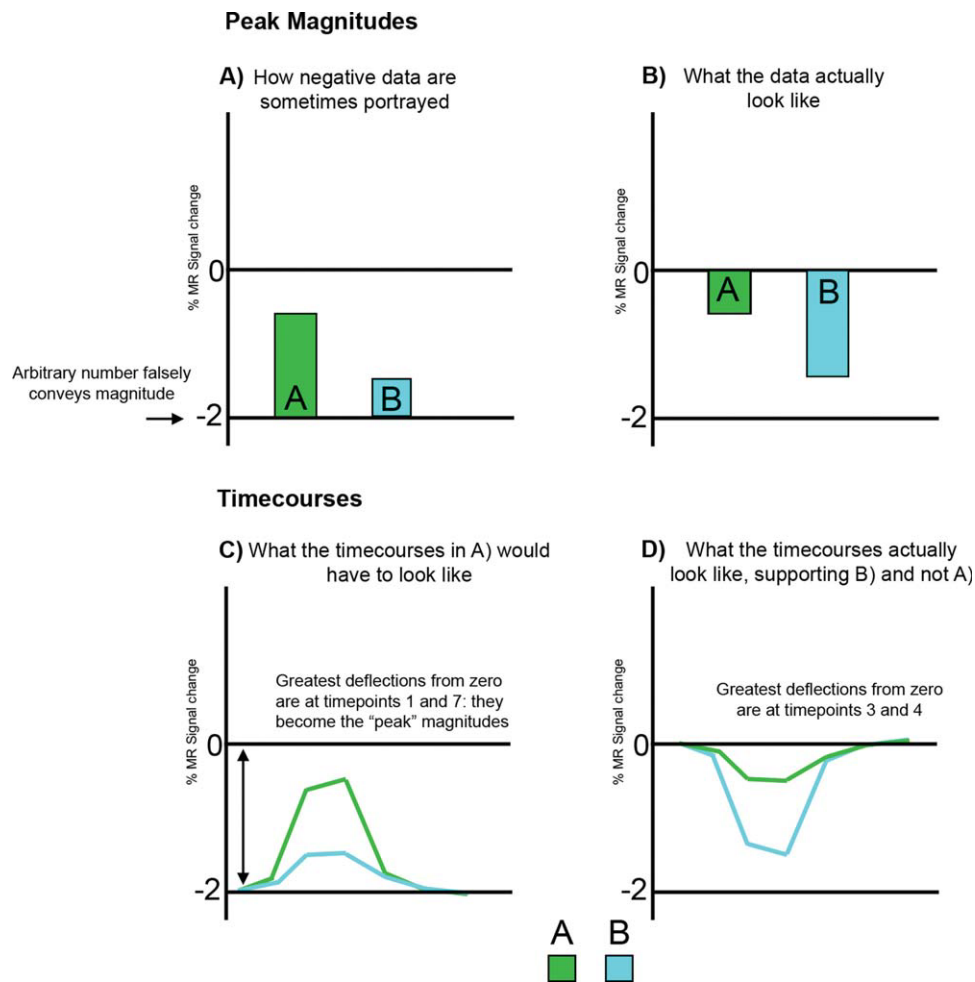 Peak Magnitudes
A) How negative data are
sometimes portrayed
% MR Signal change
0
Arbitrary number falsely
conveys magnitude
-2
A
B
B) What the data actually
look like
% MR Signal change
0
-2
A
B
Timecourses
C) What the timecourses in A) would
have to look like
% MR Signal change
Greatest deflections from zero
are at timepoints 1 and 7: they
become the “peak” magnitudes
0
-2
D) What the timecourses actually
look like, supporting B) and not A)
% MR Signal change
Greatest deflections from zero
are at timepoints 3 and 4
0
-2
A B